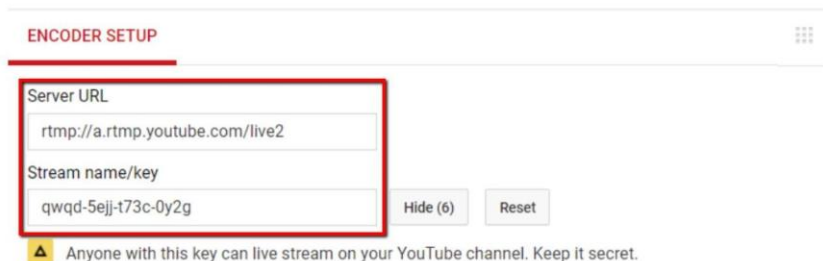 ENCODER SETUP
Server URL
rtmp://a.rtmp.youtube.com/live2
Stream name/key
qwqd-5ejj-t73c-0y2g Hide (6) Reset
Anyone with this key can live stream on your YouTube channel. Keep it secret.